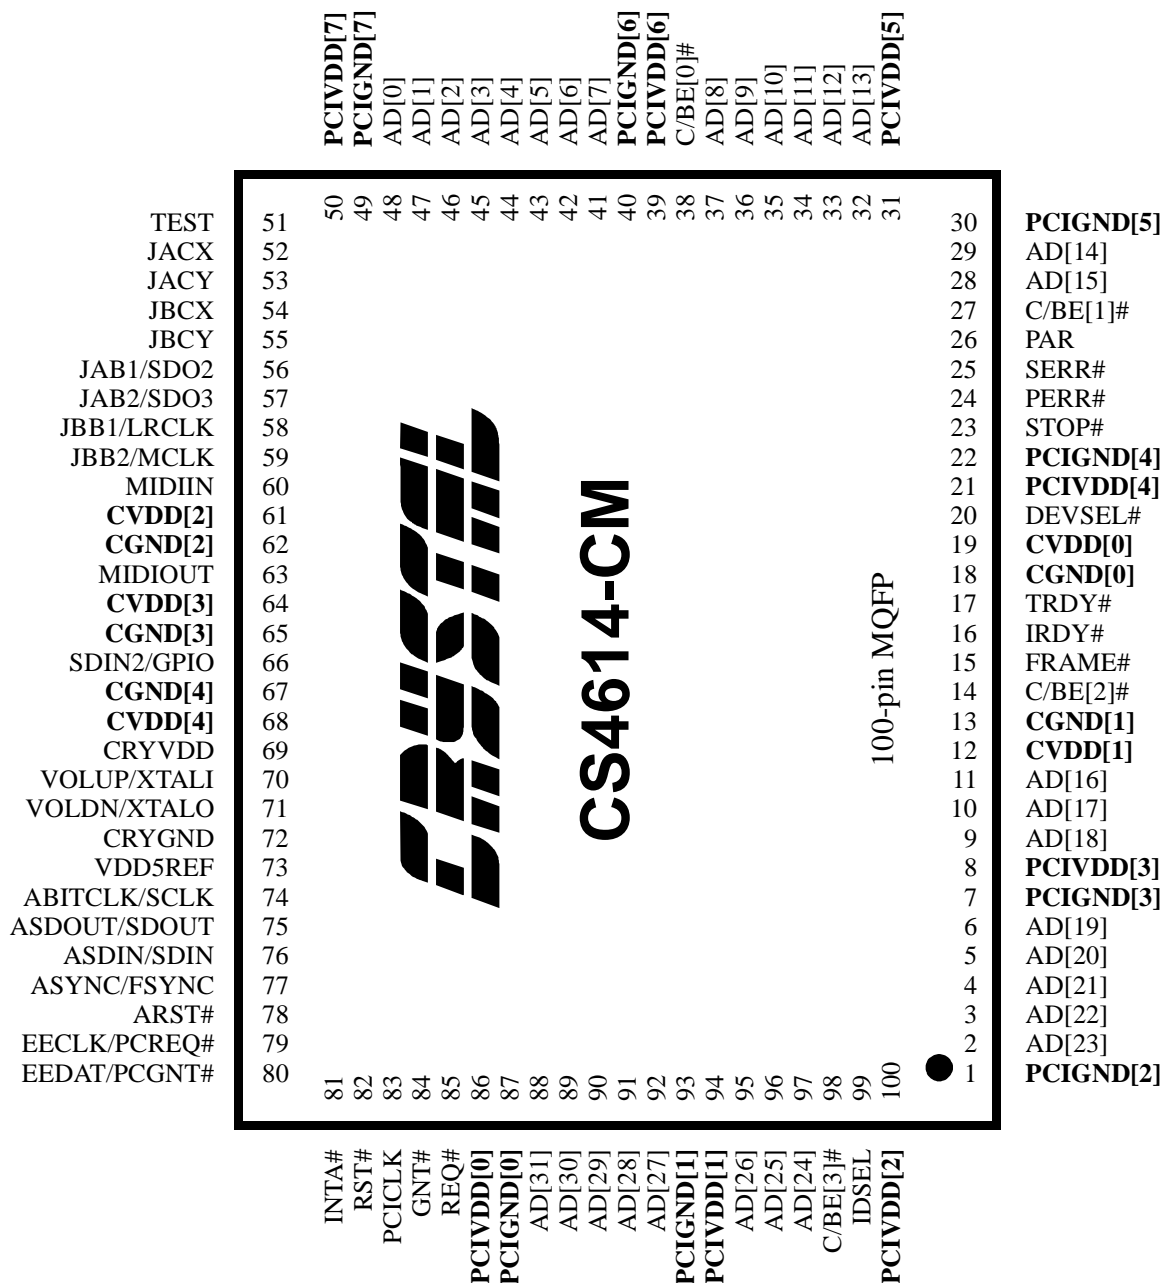 PCIVDD[7]
PCIGND[7]
AD[0]
AD[1]
AD[2]
AD[3]
AD[4]
AD[5]
AD[6]
AD[7]
PCIGND[6]
PCIVDD[6]
C/BE[0]#
AD[8]
AD[9]
AD[10]
AD[11]
AD[12]
AD[13]
PCIVDD[5]
50
49
48
47
46
45
44
43
42
41
40
39
38
37
36
35
34
33
32
31
TEST 51
JACX 52
JACY 53
JBCX 54
JBCY 55
JAB1/SDO2 56
JAB2/SDO3 57
JBB1/LRCLK 58
JBB2/MCLK 59
MIDIIN 60
CVDD[2] 61
CGND[2] 62
MIDIOUT 63
CVDD[3] 64
CGND[3] 65
SDIN2/GPIO 66
CGND[4] 67
CVDD[4] 68
CRYVDD 69
VOLUP/XTALI 70
VOLDN/XTALO 71
CRYGND 72
VDD5REF 73
ABITCLK/SCLK 74
ASDOUT/SDOUT 75
ASDIN/SDIN 76
ASYNC/FSYNC 77
ARST# 78
EECLK/PCREQ# 79
EEDAT/PCGNT# 80
CRYSTAL
CS4614-CM
100-pin MQFP
30 PCIGND[5]
29 AD[14]
28 AD[15]
27 C/BE[1]#
26 PAR
25 SERR#
24 PERR#
23 STOP#
22 PCIGND[4]
21 PCIVDD[4]
20 DEVSEL#
19 CVDD[0]
18 CGND[0]
17 TRDY#
16 IRDY#
15 FRAME#
14 C/BE[2]#
13 CGND[1]
12 CVDD[1]
11 AD[16]
10 AD[17]
9 AD[18]
8 PCIVDD[3]
7 PCIGND[3]
6 AD[19]
5 AD[20]
4 AD[21]
3 AD[22]
2 AD[23]
1 PCIGND[2]
81
82
83
84
85
86
87
88
89
90
91
92
93
94
95
96
97
98
99
100
INTA#
RST#
PCICLK
GNT#
REQ#
PCIVDD[0]
PCIGND[0]
AD[31]
AD[30]
AD[29]
AD[28]
AD[27]
PCIGND[1]
PCIVDD[1]
AD[26]
AD[25]
AD[24]
C/BE[3]#
IDSEL
PCIVDD[2]